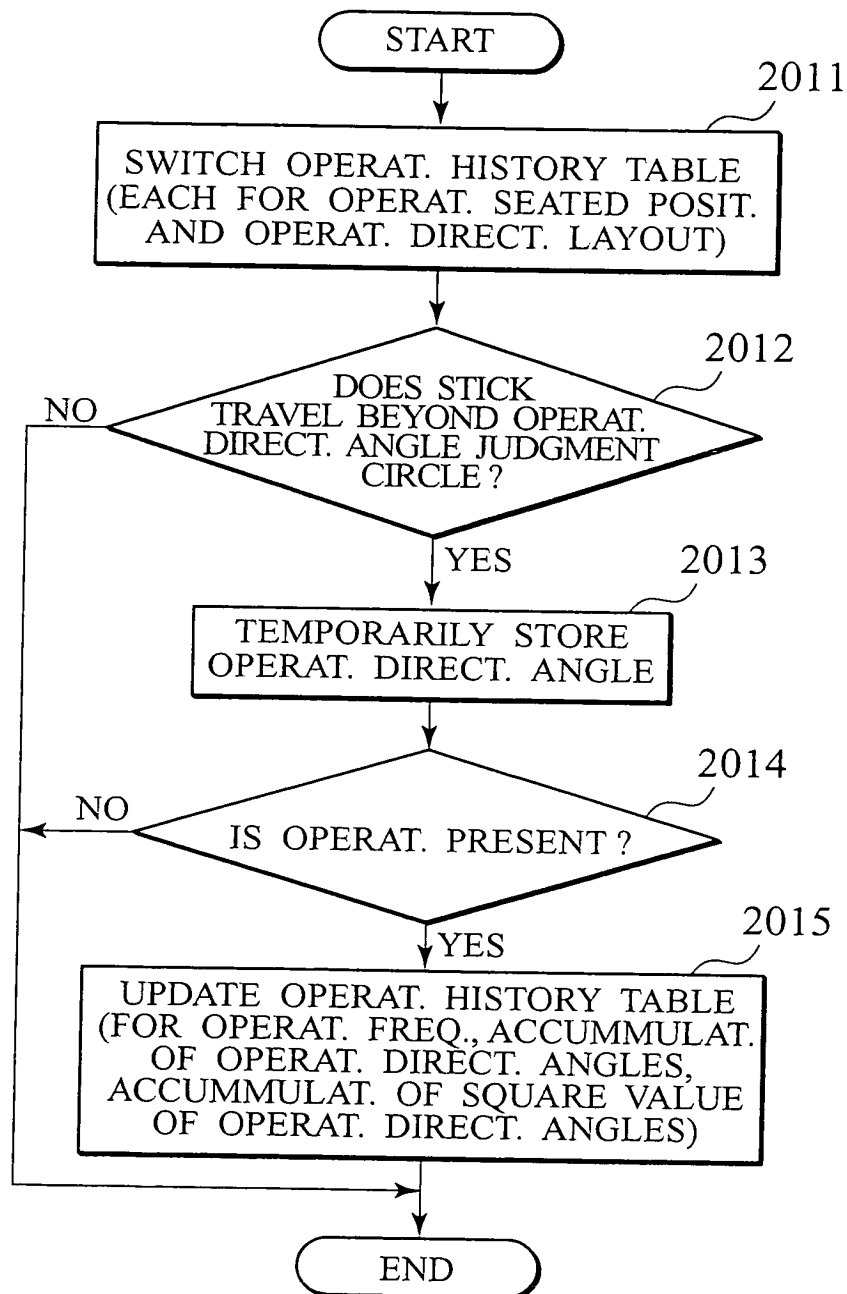 START
2011
SWITCH OPERAT. HISTORY TABLE
(EACH FOR OPERAT. SEATED POSIT.
AND OPERAT. DIRECT. LAYOUT)
2012
DOES STICK
TRAVEL BEYOND OPERAT.
DIRECT. ANGLE JUDGMENT
CIRCLE ?
NO
YES
2013
TEMPORARILY STORE
OPERAT. DIRECT. ANGLE
2014
IS OPERAT. PRESENT ?
NO
YES
2015
UPDATE OPERAT. HISTORY TABLE
(FOR OPERAT. FREQ., ACCUMMULAT.
OF OPERAT. DIRECT. ANGLES,
ACCUMMULAT. OF SQUARE VALUE
OF OPERAT. DIRECT. ANGLES)
END